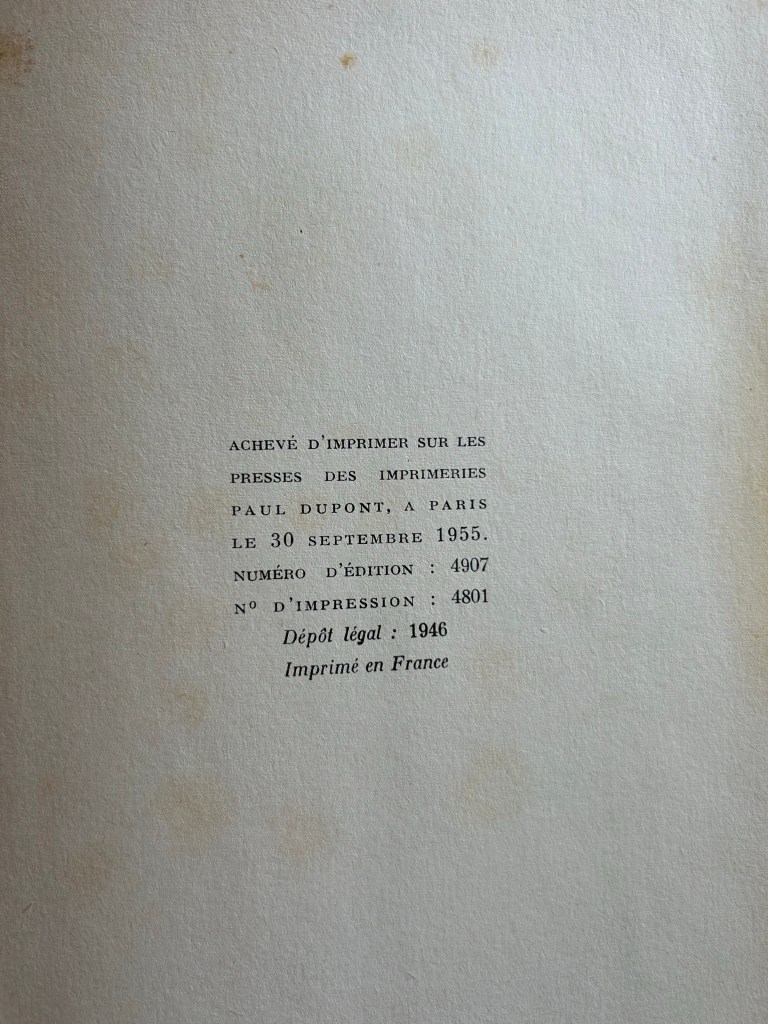 ACHEVÉ D'IMPRIMER SUR LES
PRESSES DES IMPRIMERIES
PAUL DUPONT, A PARIS
LE 30 SEPTEMBRE 1955.
NUMÉRO D'ÉDITION : 4907
Nº D'IMPRESSION : 4801
Dépôt légal : 1946
Imprimé en France